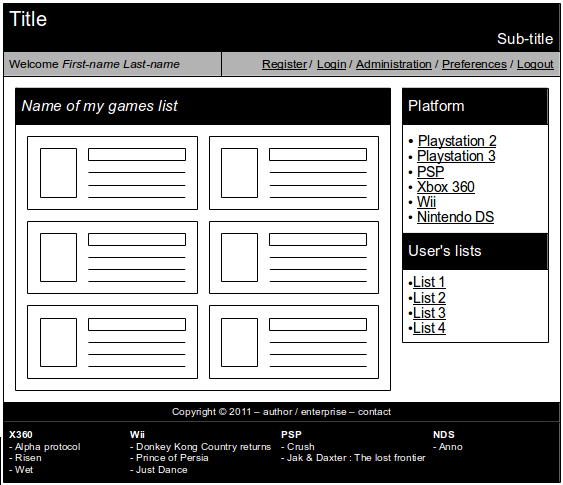 Title
Sub-title
Welcome First-name Last-name
Register / Login / Administration / Preferences / Logout
Name of my games list
Platform
• Playstation 2
• Playstation 3
• PSP
• Xbox 360
• Wii
• Nintendo DS
User's lists
•List 1
•List 2
•List 3
•List 4
Copyright © 2011 – author / enterprise – contact
X360
- Alpha protocol
- Risen
- Wet
Wii
- Donkey Kong Country returns
- Prince of Persia
- Just Dance
PSP
- Crush
- Jak & Daxter : The lost frontier
NDS
- Anno